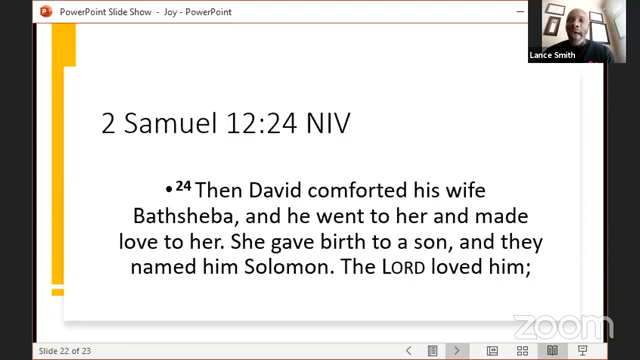 PowerPoint Slide Show - Joy - PowerPoint
Lance Smith
2 Samuel 12:24 NIV
•24 Then David comforted his wife
Bathsheba, and he went to her and made
love to her. She gave birth to a son, and they
named him Solomon. The LORD loved him;
zoom
Slide 22 of 23